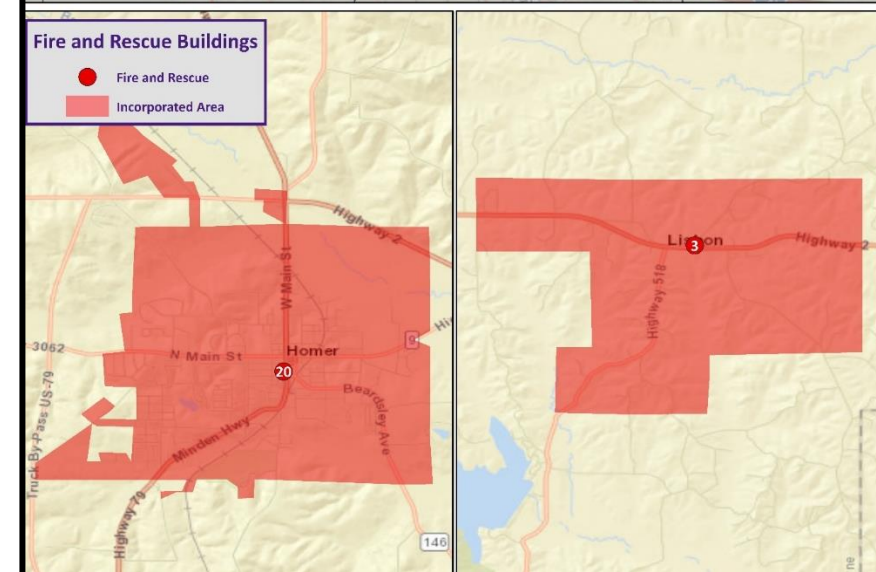 Fire and Rescue Buildings
Fire and Rescue
Incorporated Area
Highway 2
W Main St
3062
N Main St
Homer
9
20
Beardsley Ave
Minden Hwy
Truck By-Pass US-79
Highway 79
146
Lisbon
3
Highway 2
Highway 518